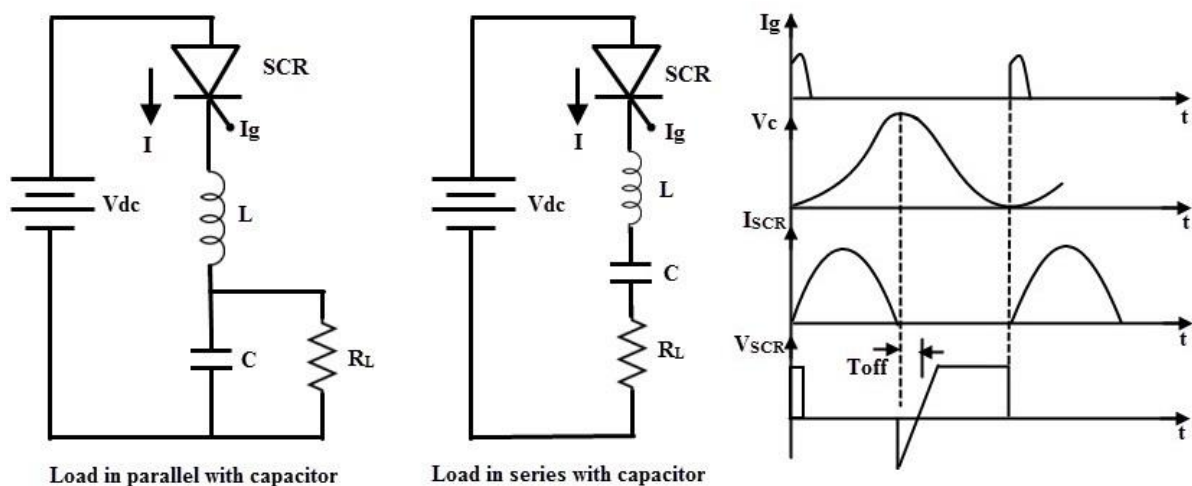 SCR
I
Ig
Vdc
L
C
RL
Load in parallel with capacitor
SCR
I
Ig
Vdc
L
C
RL
Load in series with capacitor
Ig
t
Vc
t
ISCR
t
VSCR
Toff
t